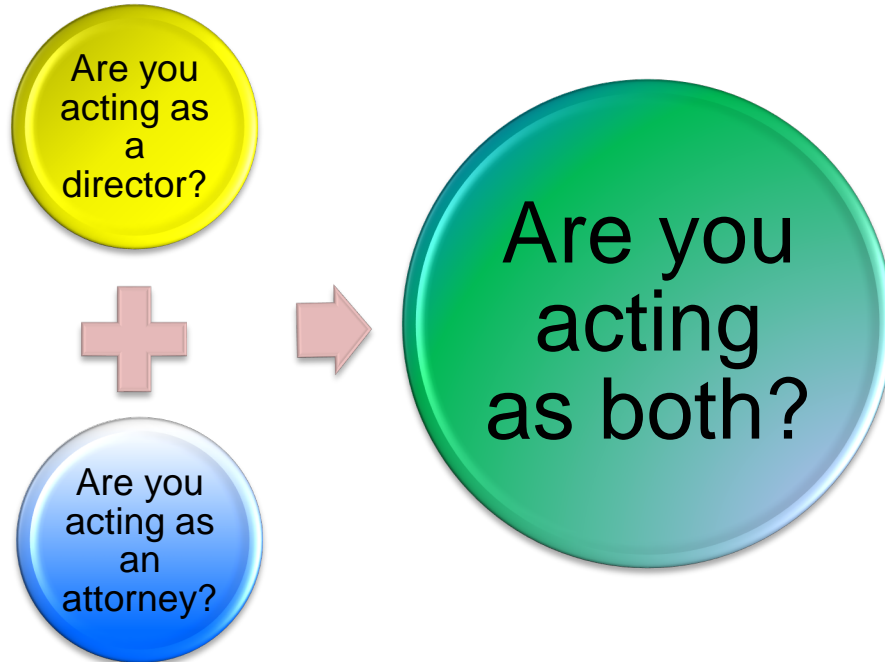 Are you
acting as
a
director?
Are you
acting as
an
attorney?
Are you
acting
as both?